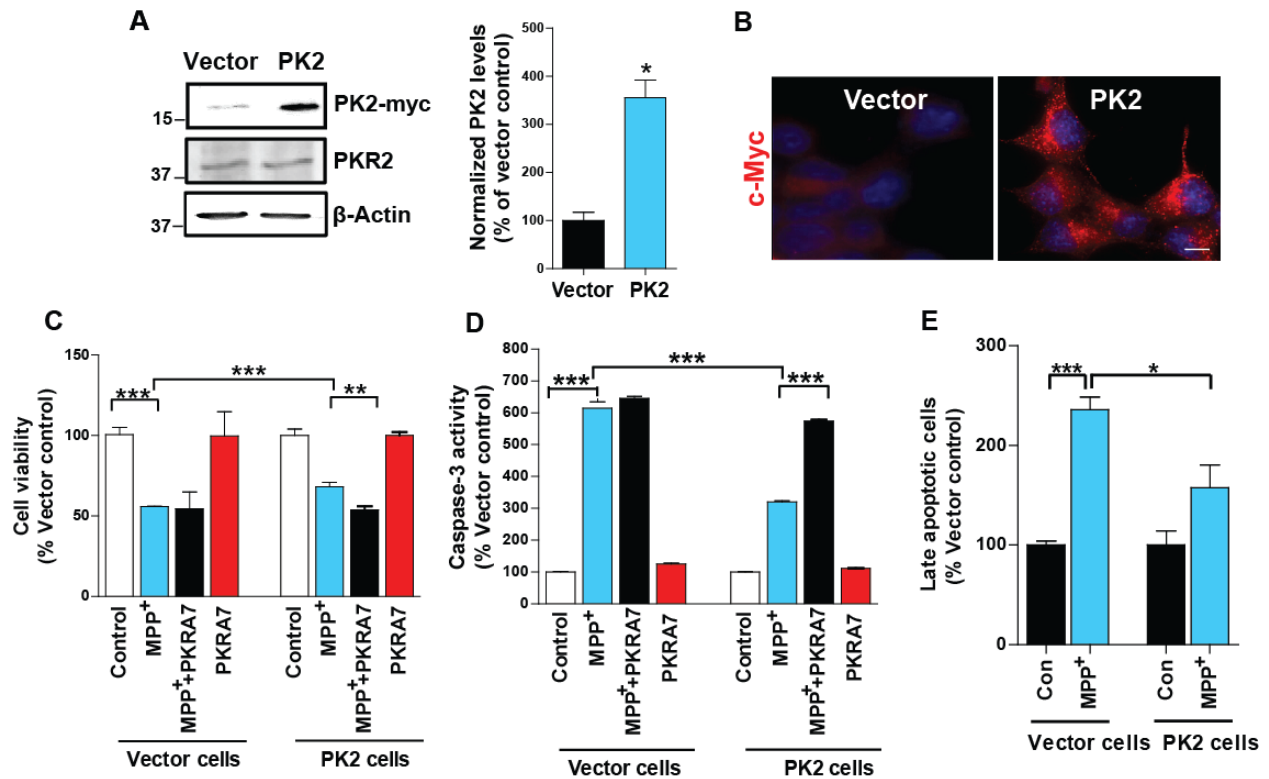 A
Vector PK2
PK2-myc
15
PKR2
37
β-Actin
37
Normalized PK2 levels
(% of vector control)
500
400
300
200
100
0
*
Vector PK2
B
c-Myc
Vector
PK2
C
Cell viability
(% Vector control)
150
100
50
0
***
***
**
Control
MPP+
MPP++PKRA7
PKRA7
Control
MPP+
MPP++PKRA7
PKRA7
Vector cells
PK2 cells
D
Caspase-3 activity
(% Vector control)
800
700
600
500
400
300
200
100
0
***
***
***
Control
MPP+
MPP++PKRA7
PKRA7
Control
MPP+
MPP++PKRA7
PKRA7
Vector cells
PK2 cells
E
Late apoptotic cells
(% Vector control)
300
200
100
0
***
*
Con
MPP+
Con
MPP+
Vector cells PK2 cells